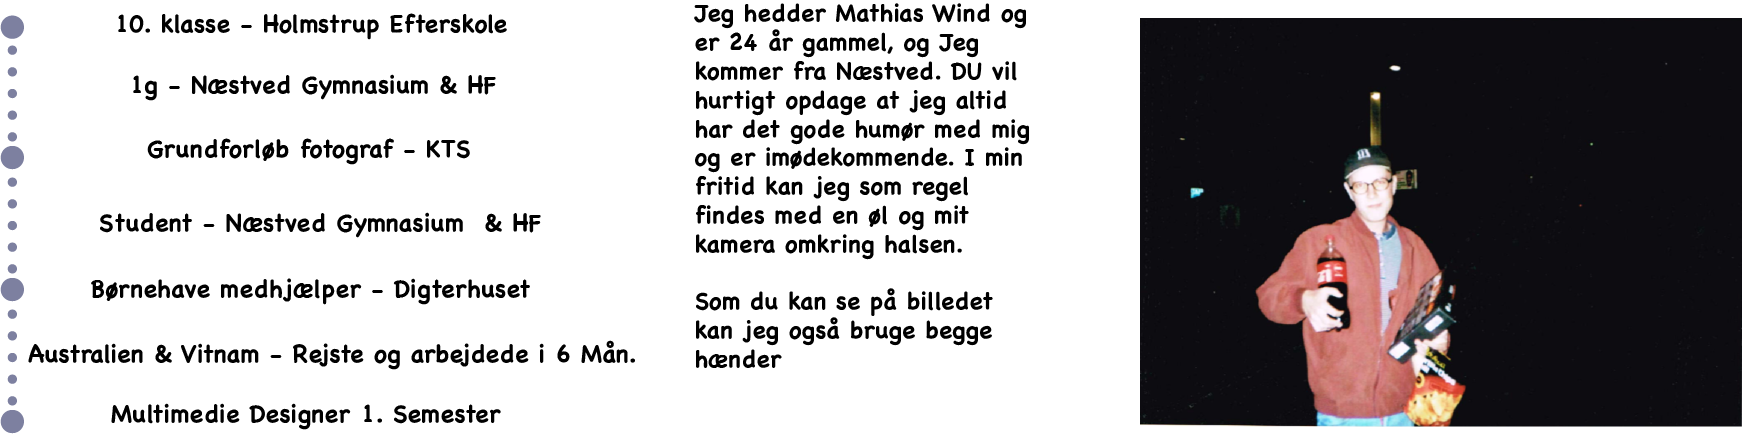 10. klasse - Holmstrup Efterskole
1g - Næstved Gymnasium & HF
Grundforløb fotograf - KTS
Student - Næstved Gymnasium & HF
Børnehave medhjælper - Digterhuset
Australien & Vitnam - Rejste og arbejdede i 6 Mån.
Multimedie Designer 1. Semester
Jeg hedder Mathias Wind og
er 24 år gammel, og Jeg
kommer fra Næstved. DU vil
hurtigt opdage at jeg altid
har det gode humør med mig
og er imødekommende. I min
fritid kan jeg som regel
findes med en øl og mit
kamera omkring halsen.
Som du kan se på billedet
kan jeg også bruge begge
hænder